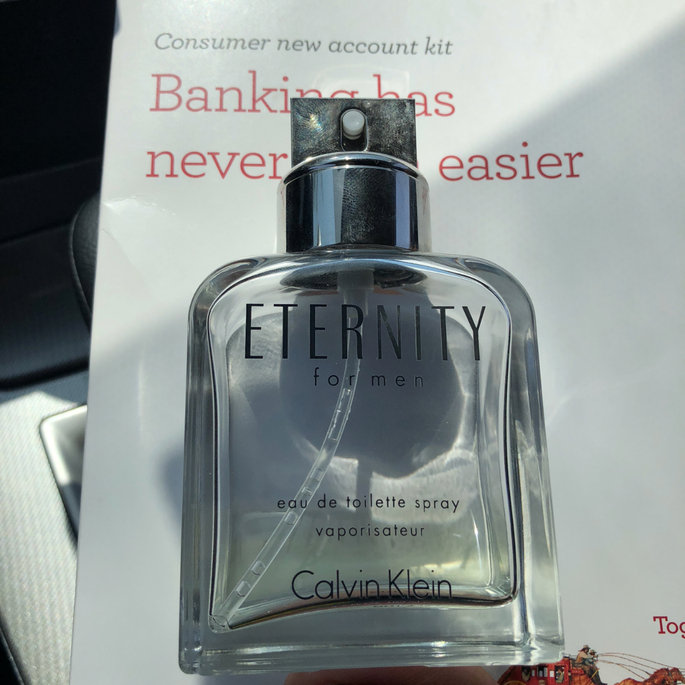 Consumer new account kit
Banking has
never easier
ETERNITY
for men
eau de toilette spray
vaporisateur
Calvin Klein